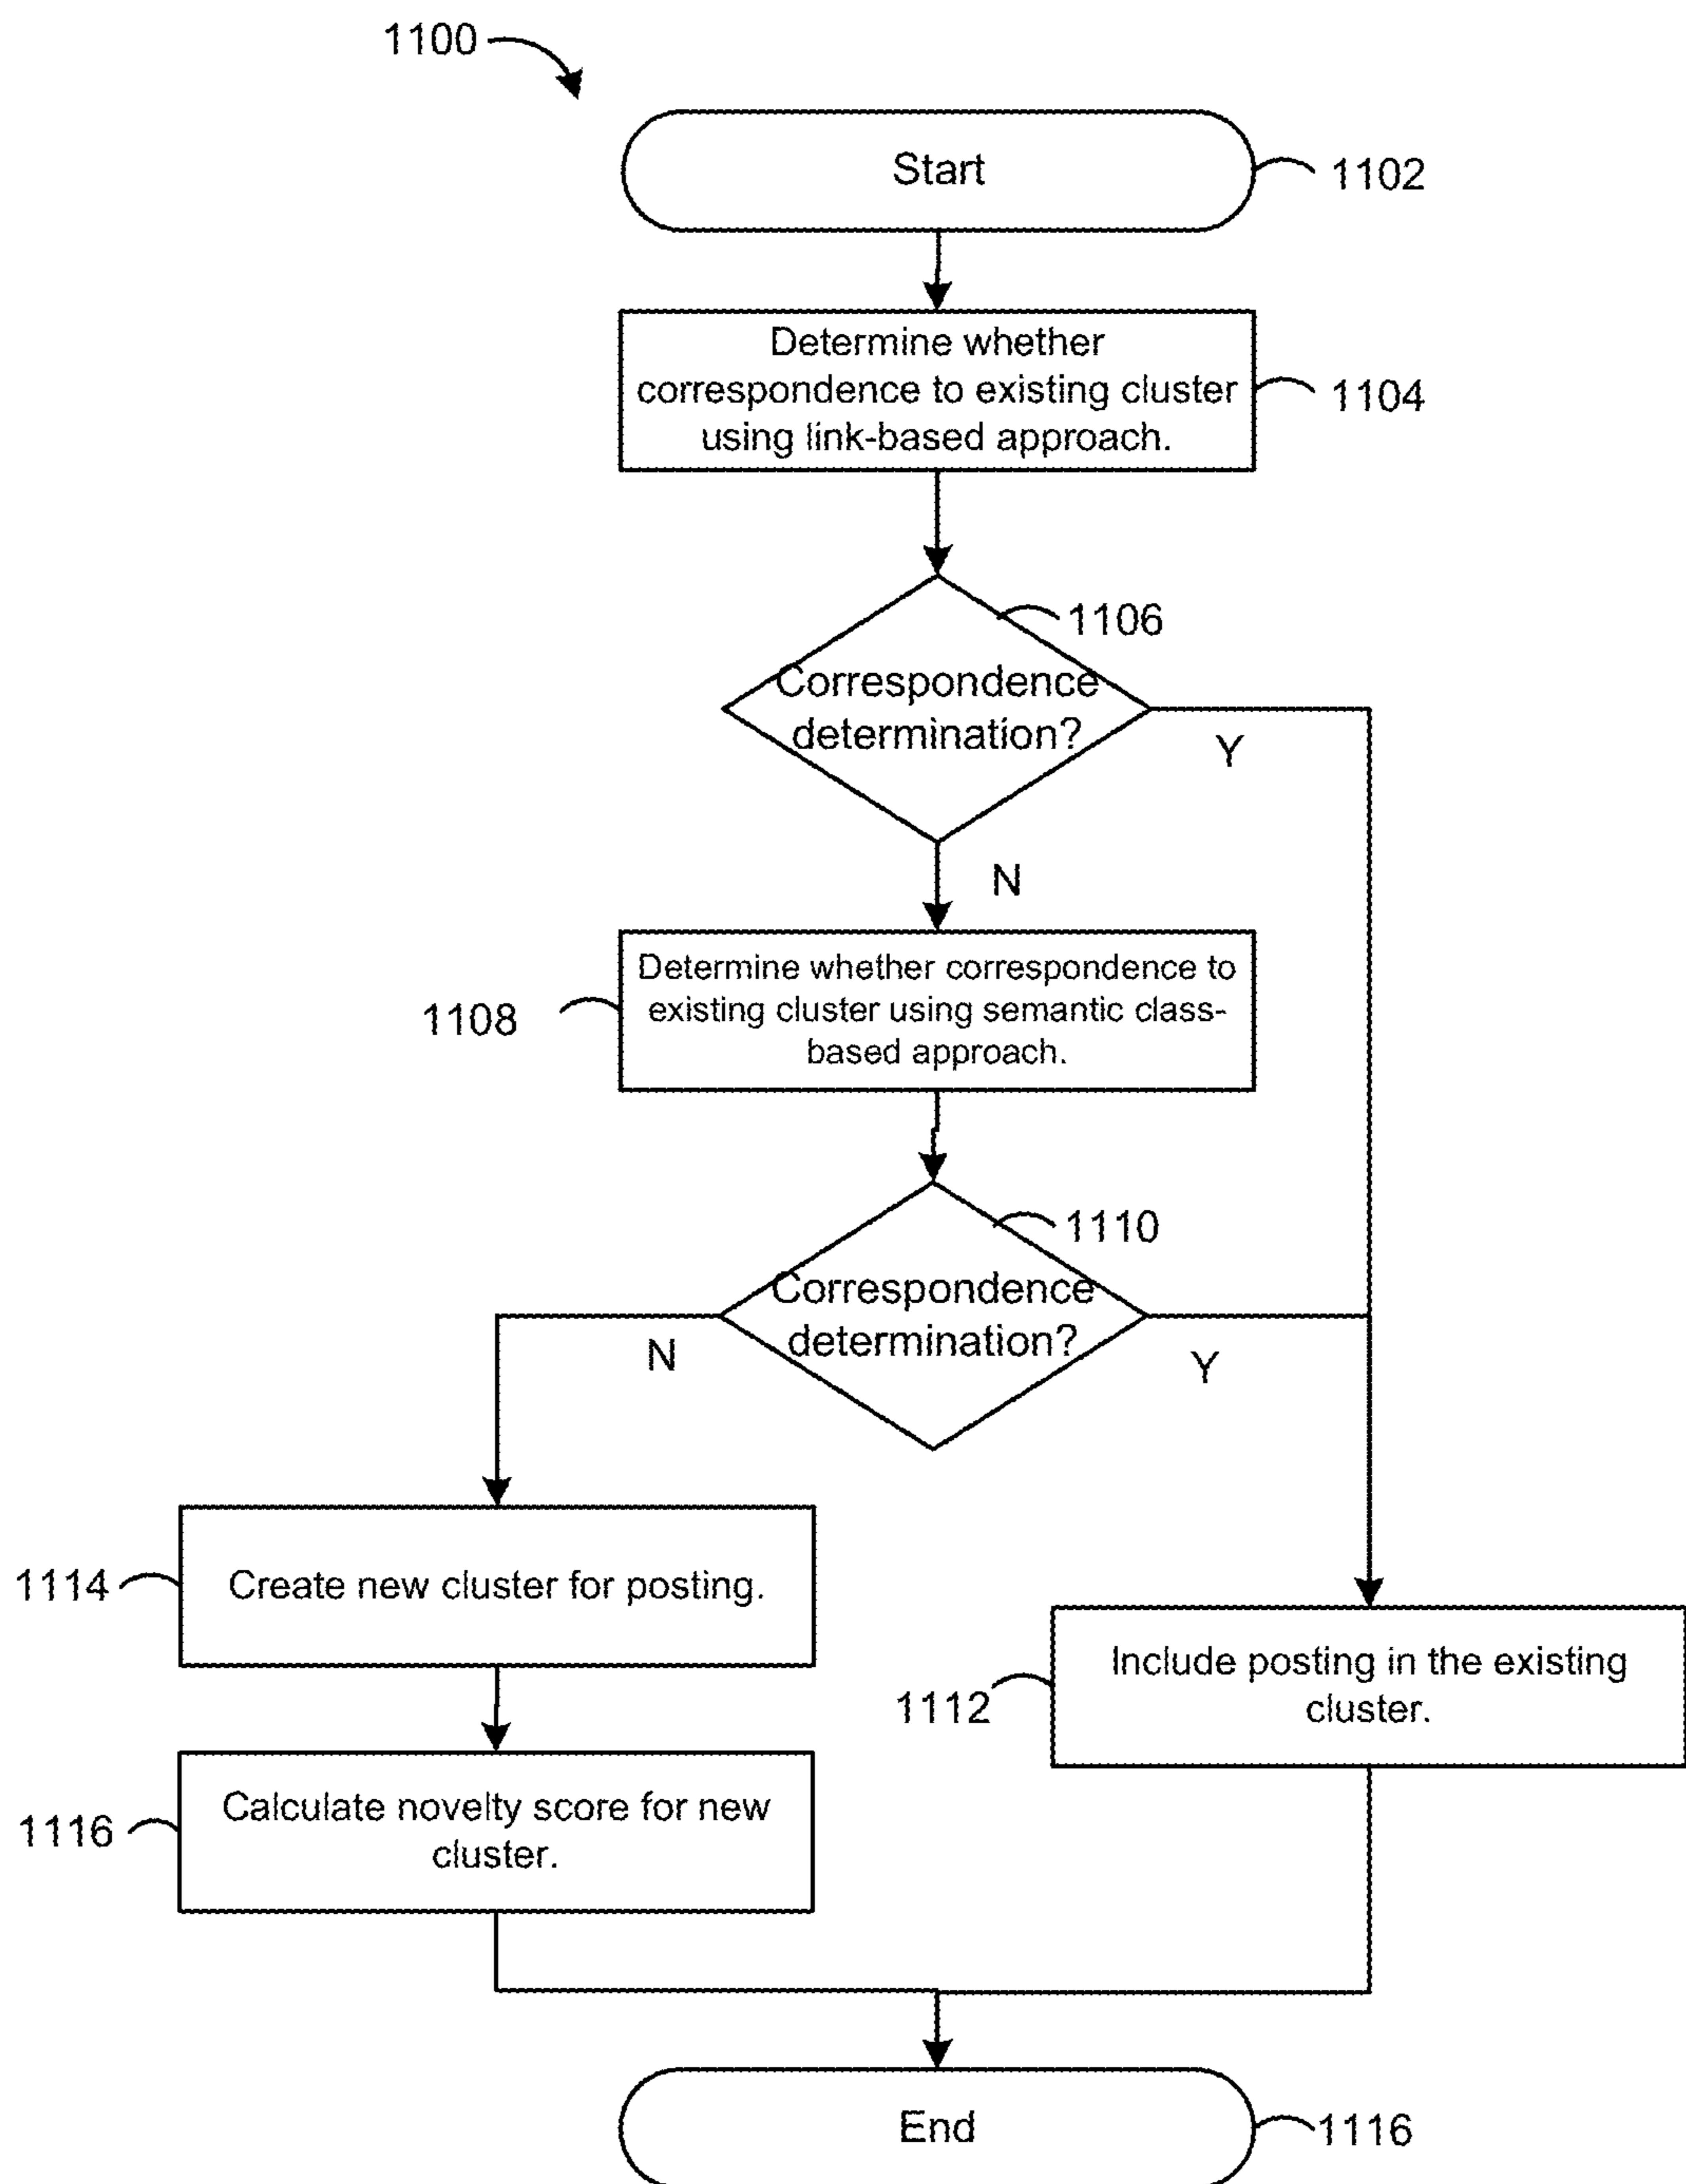 1100
Start
1102
Determine whether
correspondence to existing cluster
using link-based approach.
1104
1106
Correspondence
determination?
Y
N
Determine whether correspondence to
existing cluster using semantic class-
based approach.
1108
1110
Correspondence
determination?
N
Y
Create new cluster for posting.
1114
Include posting in the existing
cluster.
1112
Calculate novelty score for new
cluster.
1116
End
1116